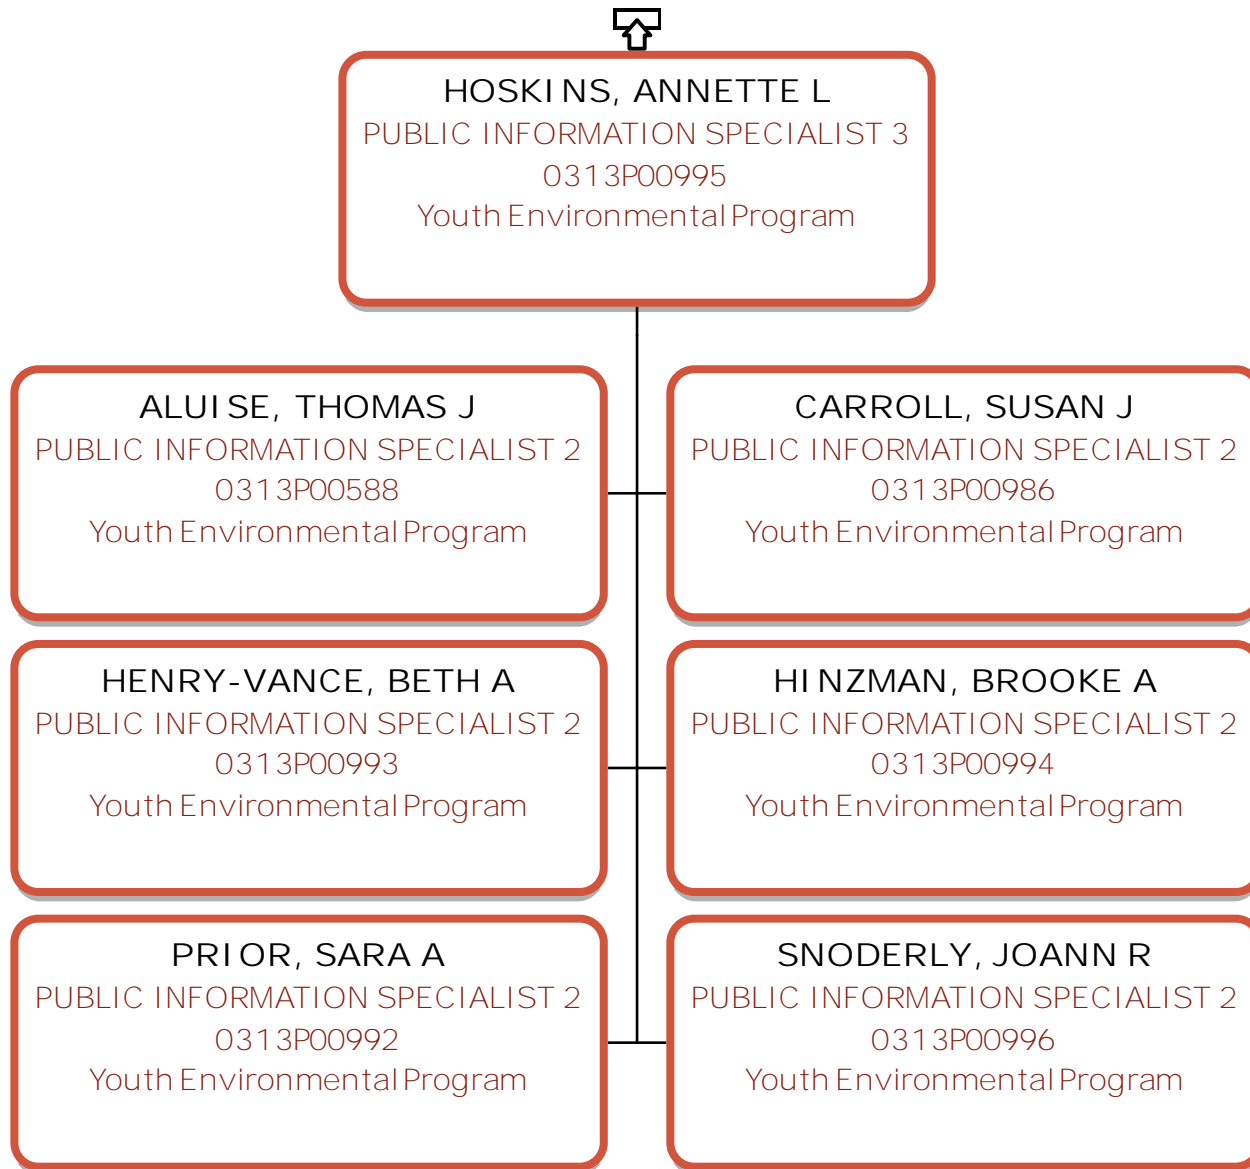 HOSKINS, ANNETTE L
PUBLIC INFORMATION SPECIALIST 3
0313P00995
Youth Environmental Program
ALUISE, THOMAS J
PUBLIC INFORMATION SPECIALIST 2
0313P00588
Youth Environmental Program
CARROLL, SUSAN J
PUBLIC INFORMATION SPECIALIST 2
0313P00986
Youth Environmental Program
HENRY-VANCE, BETH A
PUBLIC INFORMATION SPECIALIST 2
0313P00993
Youth Environmental Program
HINZMAN, BROOKE A
PUBLIC INFORMATION SPECIALIST 2
0313P00994
Youth Environmental Program
PRIOR, SARA A
PUBLIC INFORMATION SPECIALIST 2
0313P00992
Youth Environmental Program
SNODERLY, JOANN R
PUBLIC INFORMATION SPECIALIST 2
0313P00996
Youth Environmental Program